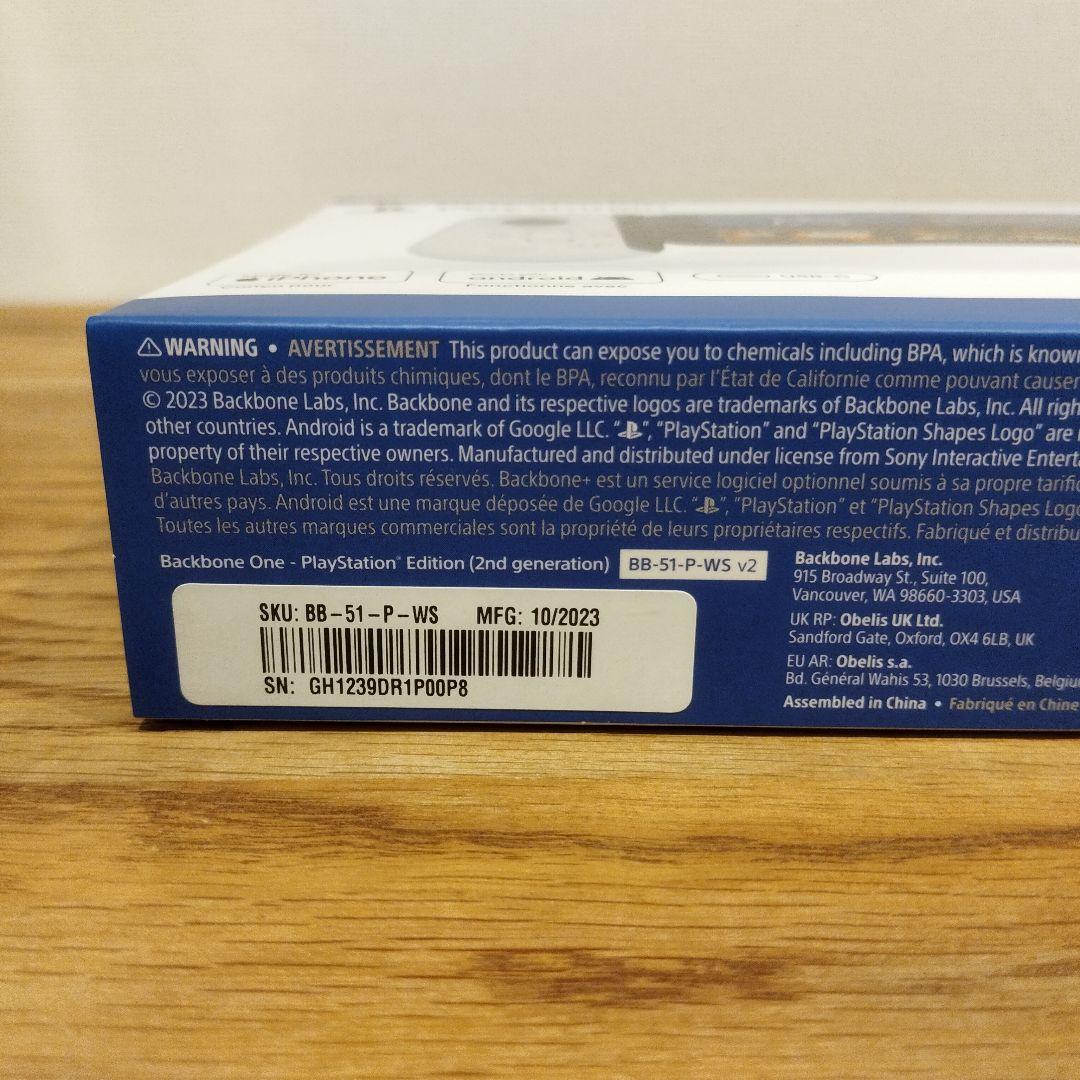 iPhone
android
USB-C
Fonctionne avec
⚠ WARNING • AVERTISSEMENT This product can expose you to chemicals including BPA, which is known
vous exposer à des produits chimiques, dont le BPA, reconnu par l'État de Californie comme pouvant causer
© 2023 Backbone Labs, Inc. Backbone and its respective logos are trademarks of Backbone Labs, Inc. All righ
other countries. Android is a trademark of Google LLC. “ ”, “PlayStation” and “PlayStation Shapes Logo” are
property of their respective owners. Manufactured and distributed under license from Sony Interactive Enterta
Backbone Labs, Inc. Tous droits réservés. Backbone+ est un service logiciel optionnel soumis à sa propre tarific
d'autres pays. Android est une marque déposée de Google LLC. “ ”, “PlayStation” et “PlayStation Shapes Logo
Toutes les autres marques commerciales sont la propriété de leurs propriétaires respectifs. Fabriqué et distribu
Backbone One - PlayStation® Edition (2nd generation) BB-51-P-WS v2
SKU: BB-51-P-WS MFG: 10/2023
SN: GH1239DR1P00P8
Backbone Labs, Inc.
915 Broadway St., Suite 100,
Vancouver, WA 98660-3303, USA
UK RP: Obelis UK Ltd.
Sandford Gate, Oxford, OX4 6LB, UK
EU AR: Obelis s.a.
Bd. Général Wahis 53, 1030 Brussels, Belgiu
Assembled in China • Fabriqué en Chine